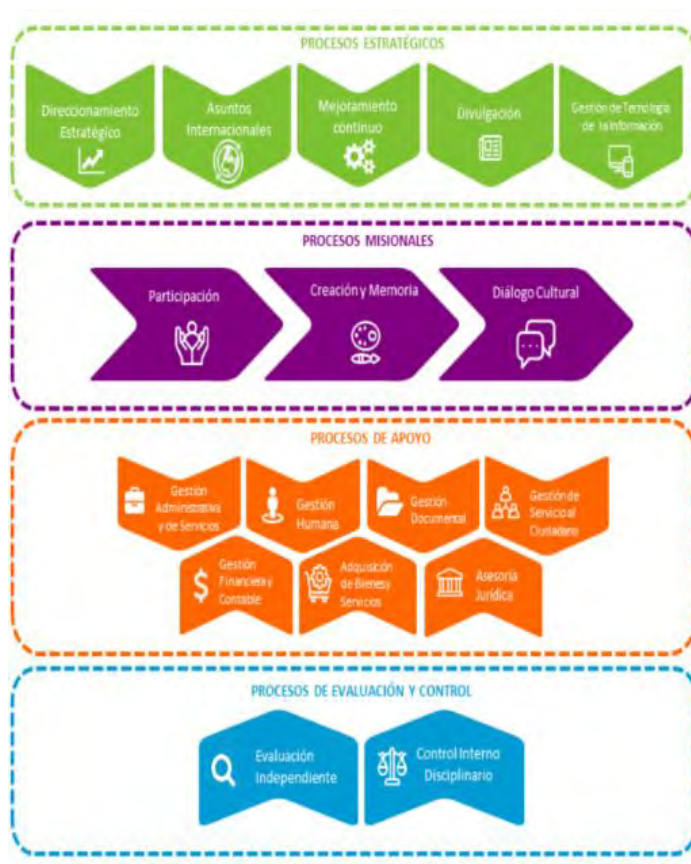 PROCESOS ESTRATÉGICOS
Direccionamiento
Estratégico
Asuntos
Internacionales
Mejoramiento
continuo
Divulgación
Gestión de Tecnología
de la Información
PROCESOS MISIONALES
Participación
Creación y Memoria
Diálogo Cultural
PROCESOS DE APOYO
Gestión
Administrativa
y de Servicios
Gestión
Humana
Gestión
Documental
Gestión de
Servicio al
Ciudadano
$
Gestión
Financiera y
Contable
Adquisición
de Bienes y
Servicios
Asesoría
Jurídica
PROCESOS DE EVALUACIÓN Y CONTROL
Evaluación
Independiente
Control Interno
Disciplinario